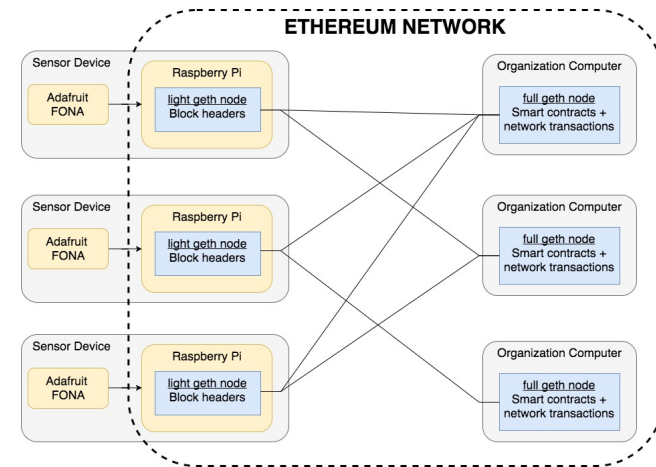 ETHEREUM NETWORK
Sensor Device
Adafruit
FONA
Raspberry Pi
light geth node
Block headers
Organization Computer
full geth node
Smart contracts +
network transactions
Sensor Device
Adafruit
FONA
Raspberry Pi
light geth node
Block headers
Organization Computer
full geth node
Smart contracts +
network transactions
Sensor Device
Adafruit
FONA
Raspberry Pi
light geth node
Block headers
Organization Computer
full geth node
Smart contracts +
network transactions